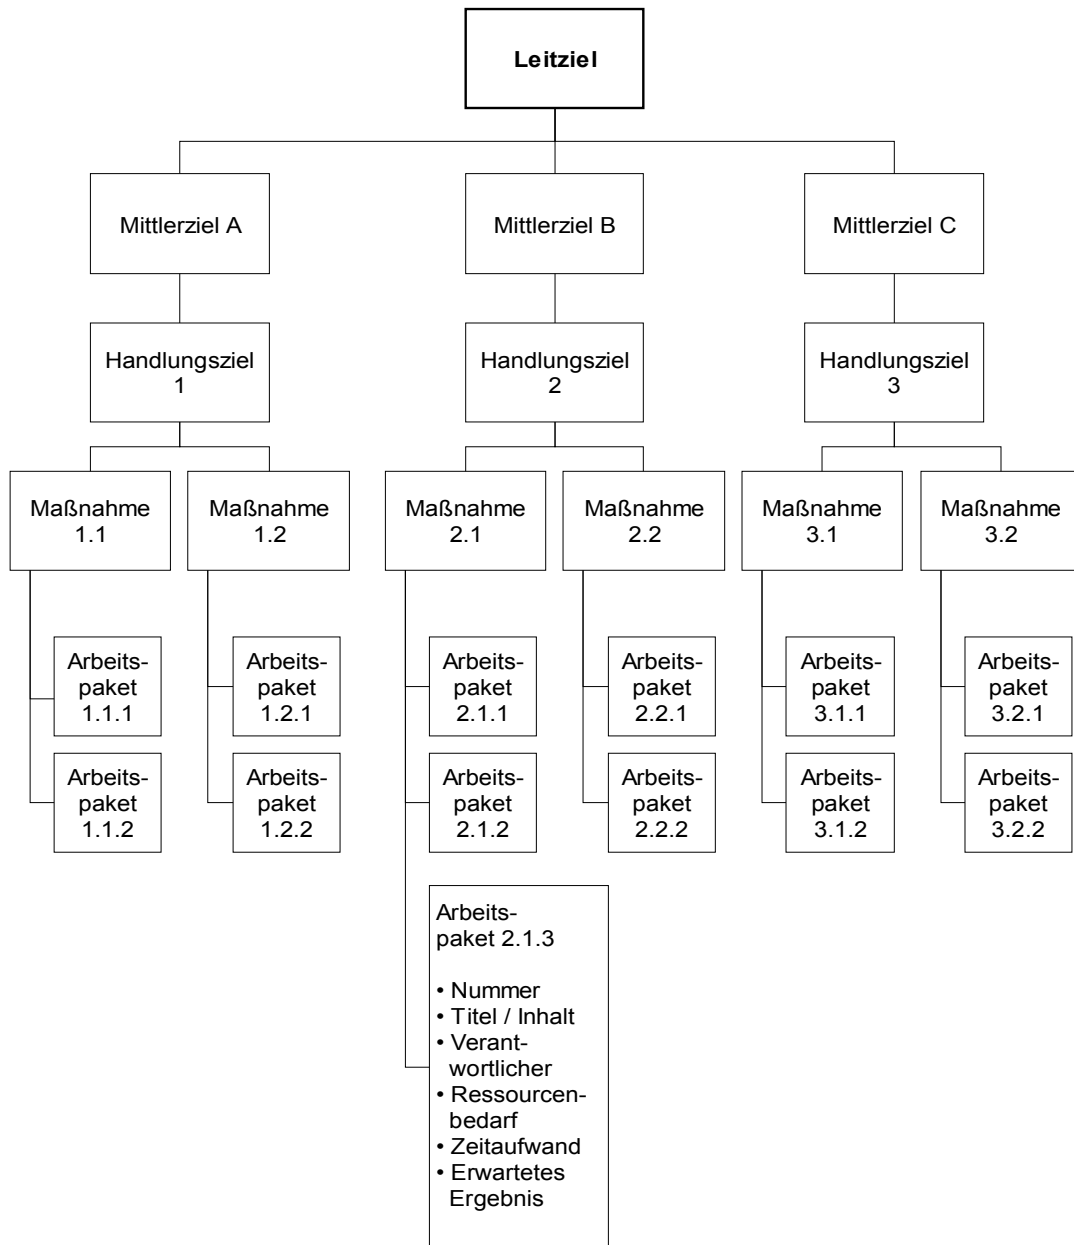 Leitziel
Mittlerziel A
Mittlerziel B
Mittlerziel C
Handlungsziel
1
Handlungsziel
2
Handlungsziel
3
Maßnahme
1.1
Maßnahme
1.2
Maßnahme
2.1
Maßnahme
2.2
Maßnahme
3.1
Maßnahme
3.2
Arbeits-
paket
1.1.1
Arbeits-
paket
1.2.1
Arbeits-
paket
2.1.1
Arbeits-
paket
2.2.1
Arbeits-
paket
3.1.1
Arbeits-
paket
3.2.1
Arbeits-
paket
1.1.2
Arbeits-
paket
1.2.2
Arbeits-
paket
2.1.2
Arbeits-
paket
2.2.2
Arbeits-
paket
3.1.2
Arbeits-
paket
3.2.2
Arbeits-
paket 2.1.3
• Nummer
• Titel / Inhalt
• Verant-
wortlicher
• Ressourcen-
bedarf
• Zeitaufwand
• Erwartetes
Ergebnis